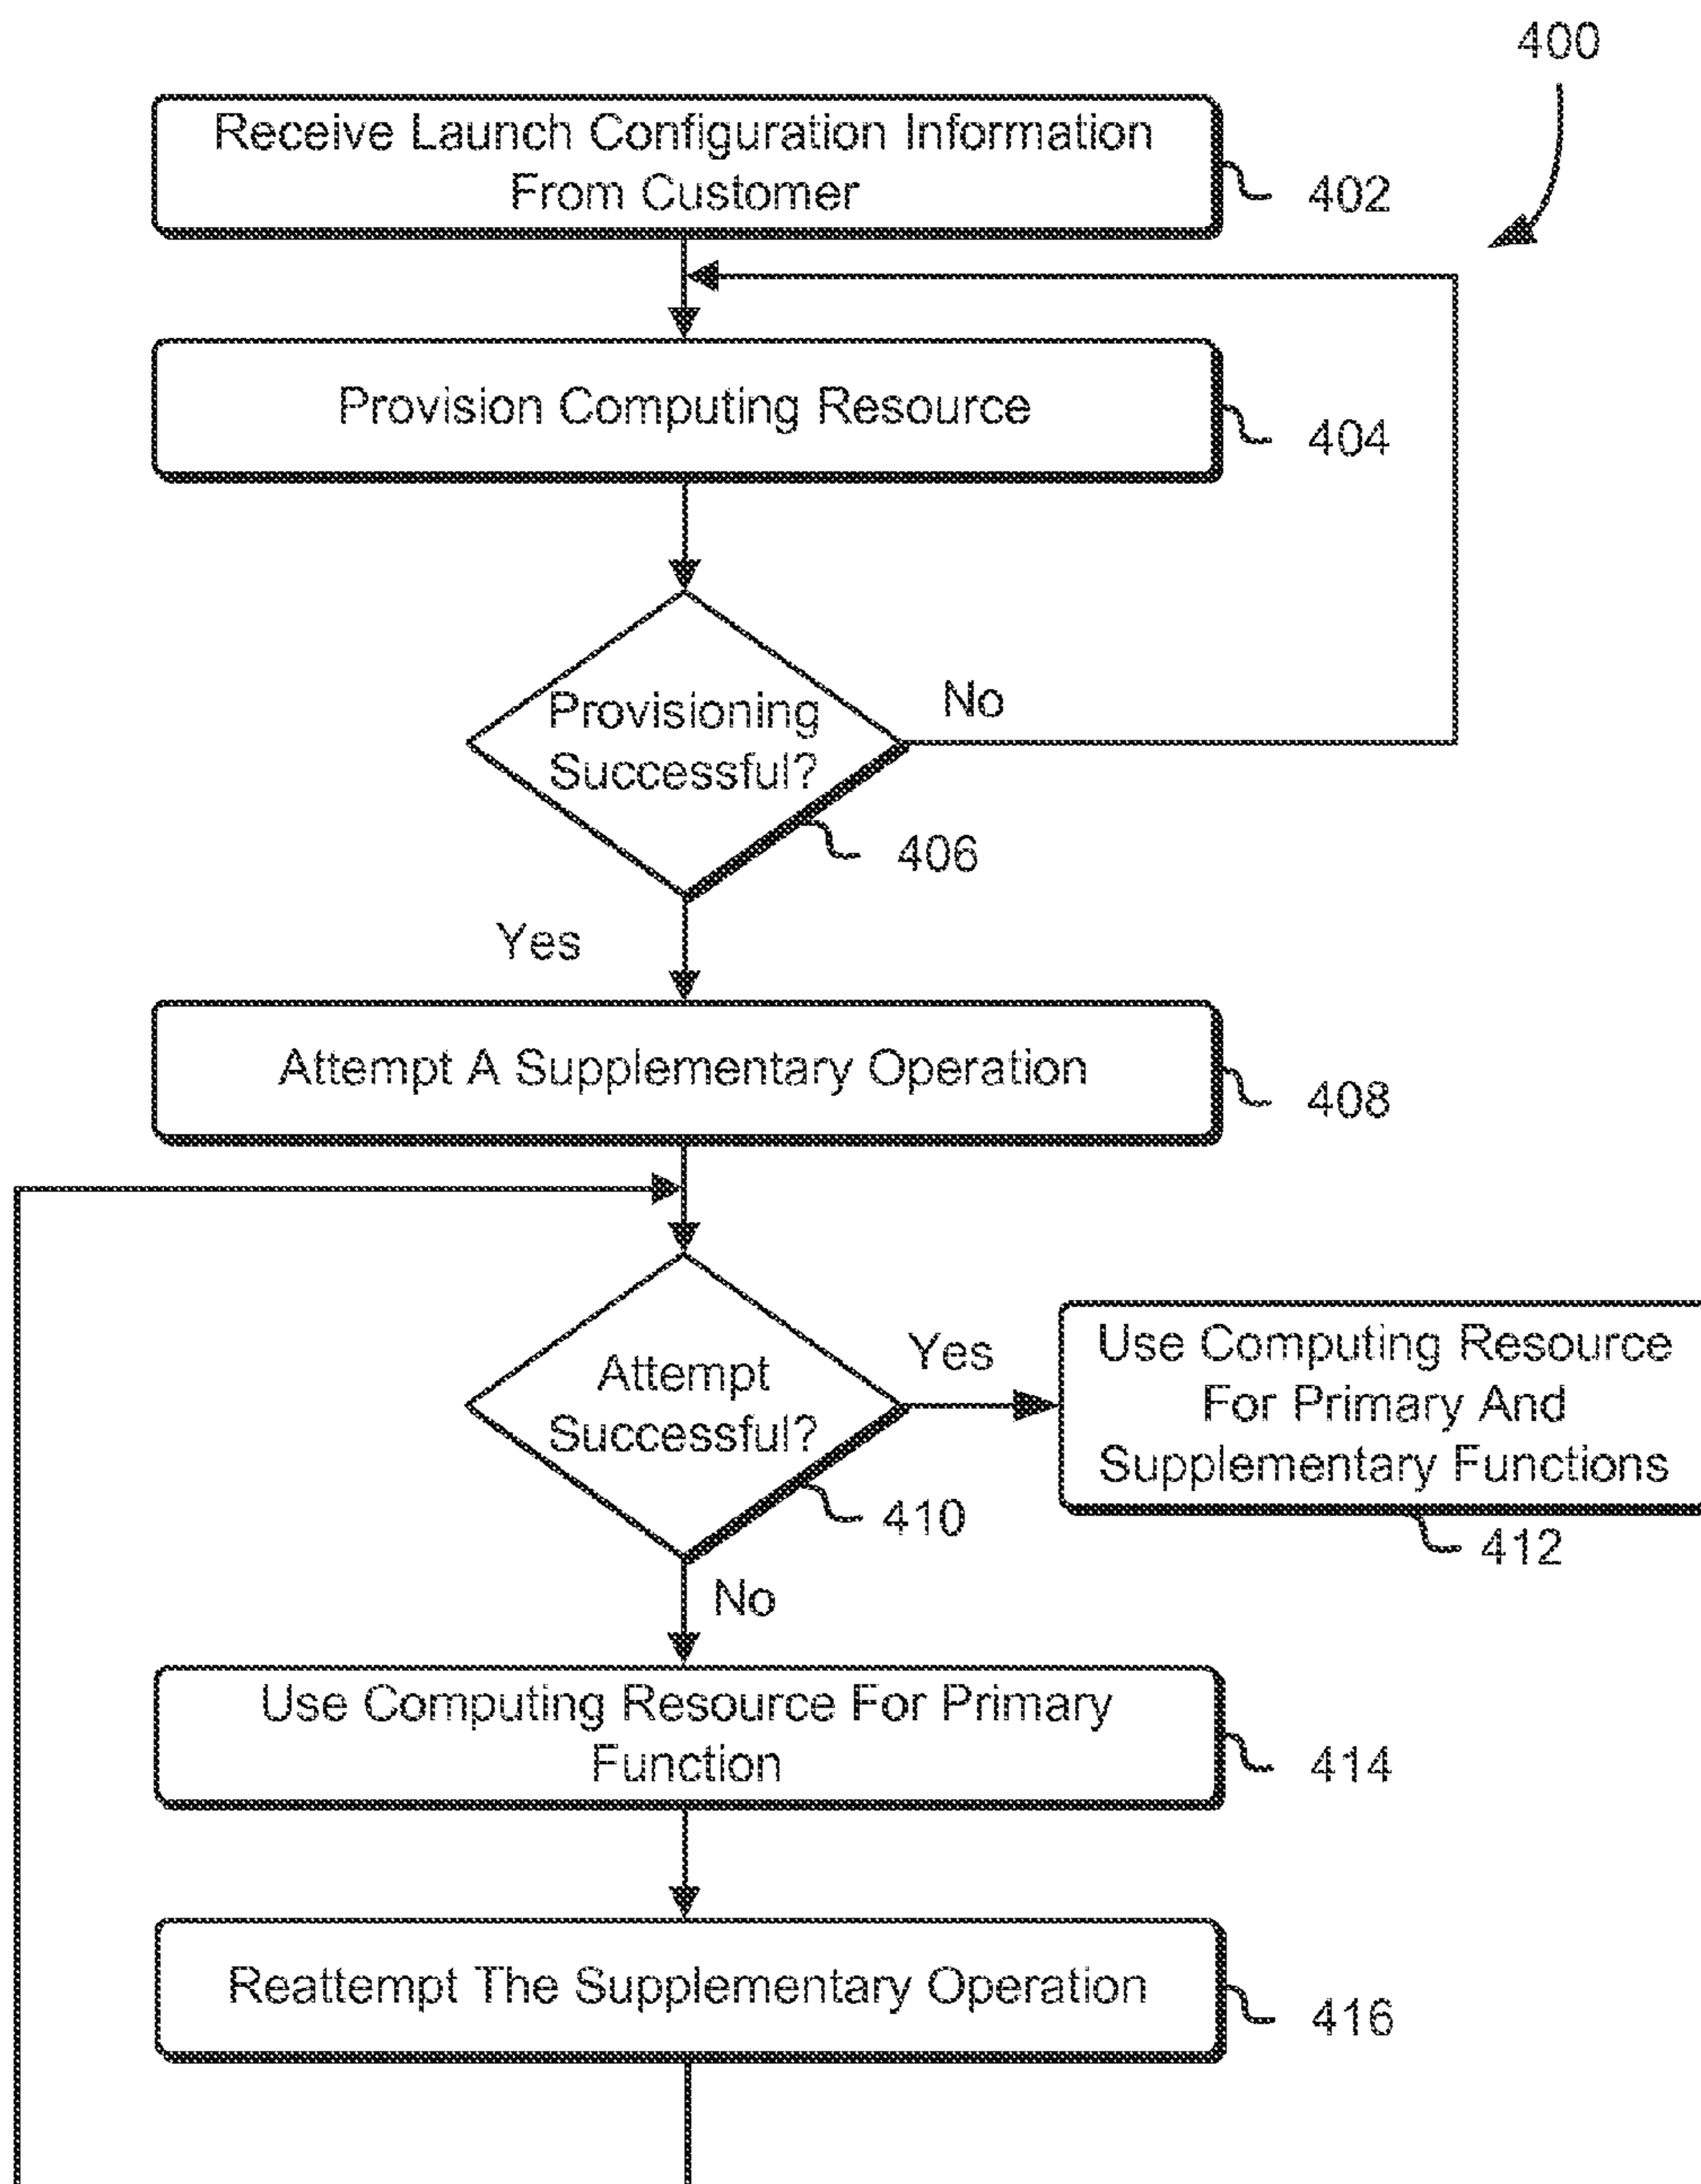 400
Receive Launch Configuration Information
From Customer
402
Provision Computing Resource
404
Provisioning
Successful?
No
406
Yes
Attempt A Supplementary Operation
408
Attempt
Successful?
Yes
410
Use Computing Resource
For Primary And
Supplementary Functions
412
No
Use Computing Resource For Primary
Function
414
Reattempt The Supplementary Operation
416